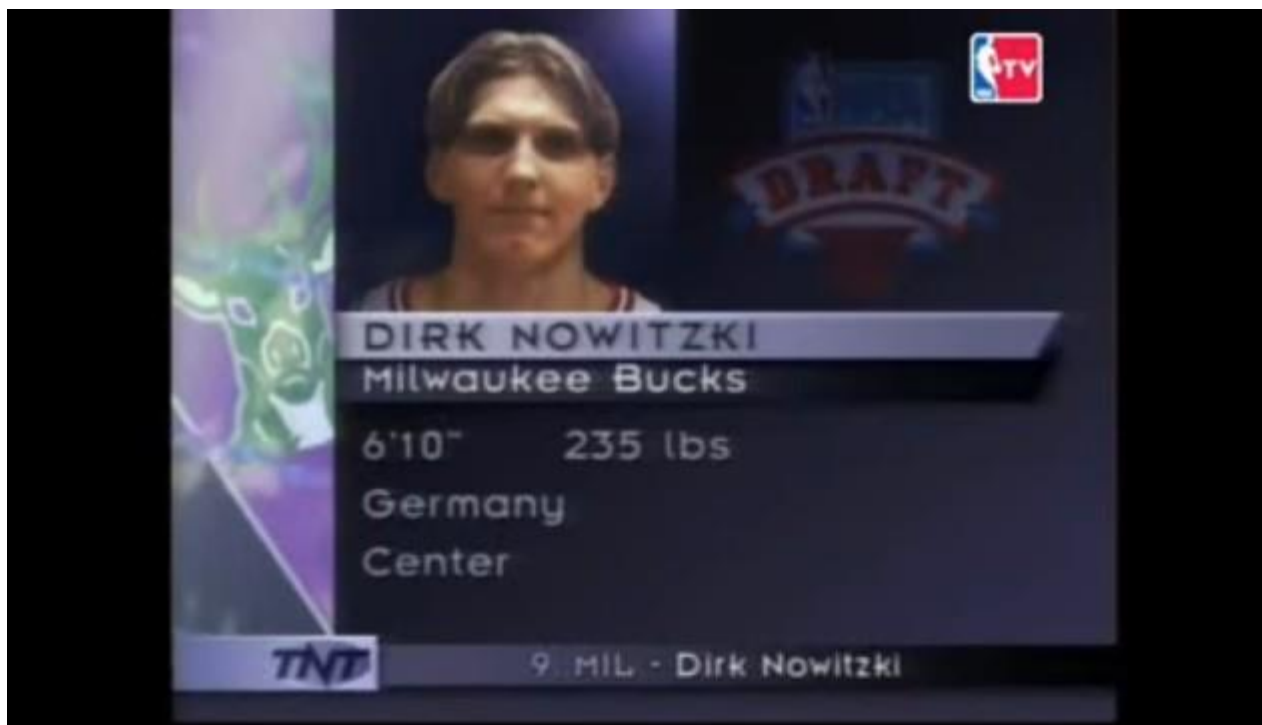 TV
DRAFT
DIRK NOWITZKI
Milwaukee Bucks
6'10" 235 lbs
Germany
Center
TNT 9 MIL - Dirk Nowitzki